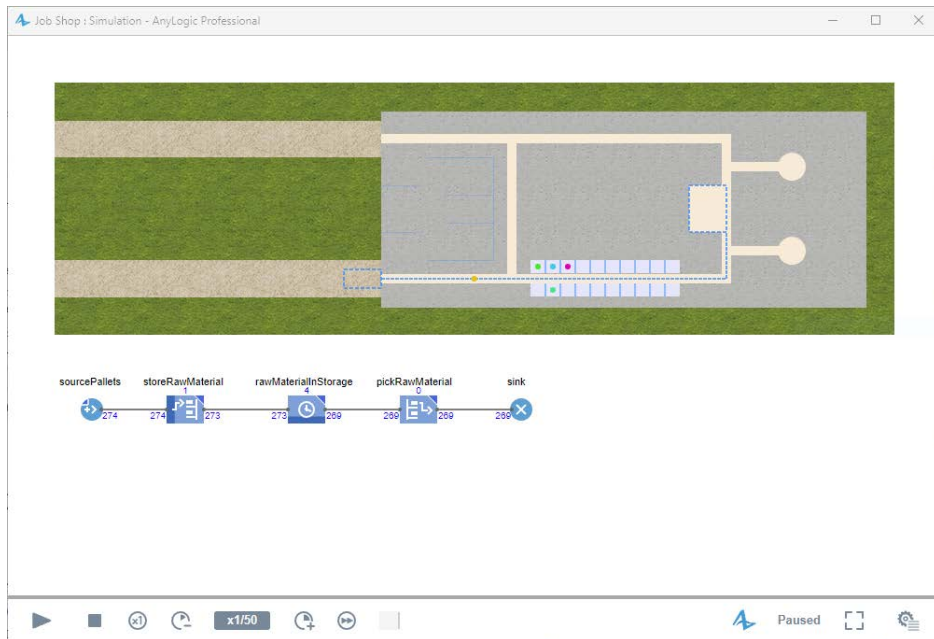 Job Shop : Simulation - AnyLogic Professional
sourcePallets storeRawMaterial rawMaterialInStorage pickRawMaterial sink
1 4 0
274 274 273 273 269 269 269 269
x1 x1/50 Paused